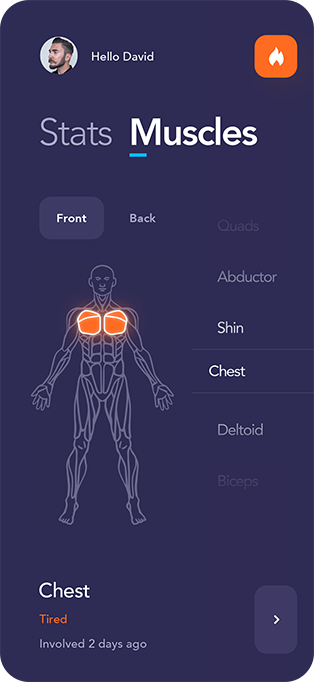 Hello David
Stats Muscles
Front Back
Quads
Abductor
Shin
Chest
Deltoid
Biceps
Chest
Tired
Involved 2 days ago